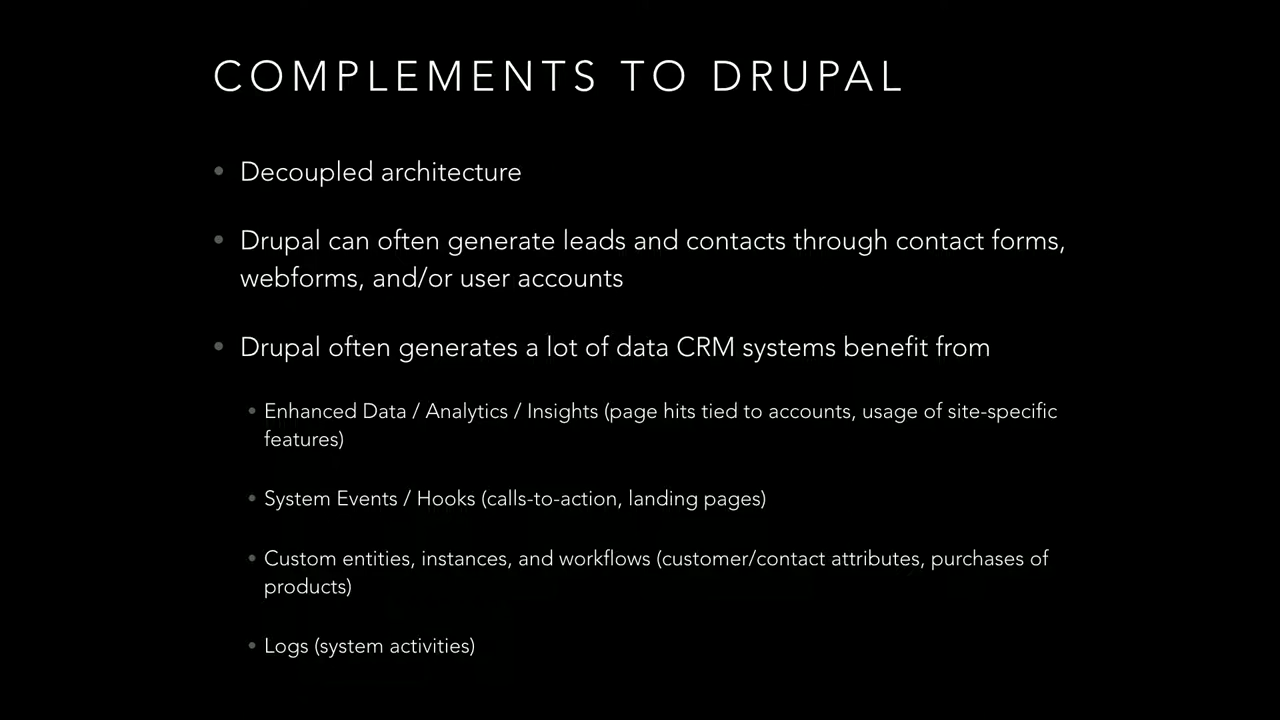 COMPLEMENTS TO DRUPAL
• Decoupled architecture
• Drupal can often generate leads and contacts through contact forms,
webforms, and/or user accounts
• Drupal often generates a lot of data CRM systems benefit from
• Enhanced Data / Analytics / Insights (page hits tied to accounts, usage of site-specific
features)
• System Events / Hooks (calls-to-action, landing pages)
• Custom entities, instances, and workflows (customer/contact attributes, purchases of
products)
• Logs (system activities)